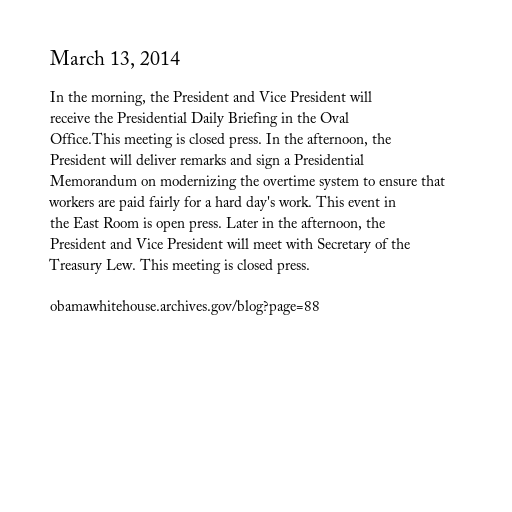 March 13, 2014
In the morning, the President and Vice President will
receive the Presidential Daily Briefing in the Oval
Office.This meeting is closed press. In the afternoon, the
President will deliver remarks and sign a Presidential
Memorandum on modernizing the overtime system to ensure that
workers are paid fairly for a hard day's work. This event in
the East Room is open press. Later in the afternoon, the
President and Vice President will meet with Secretary of the
Treasury Lew. This meeting is closed press.
obamawhitehouse.archives.gov/blog?page=88